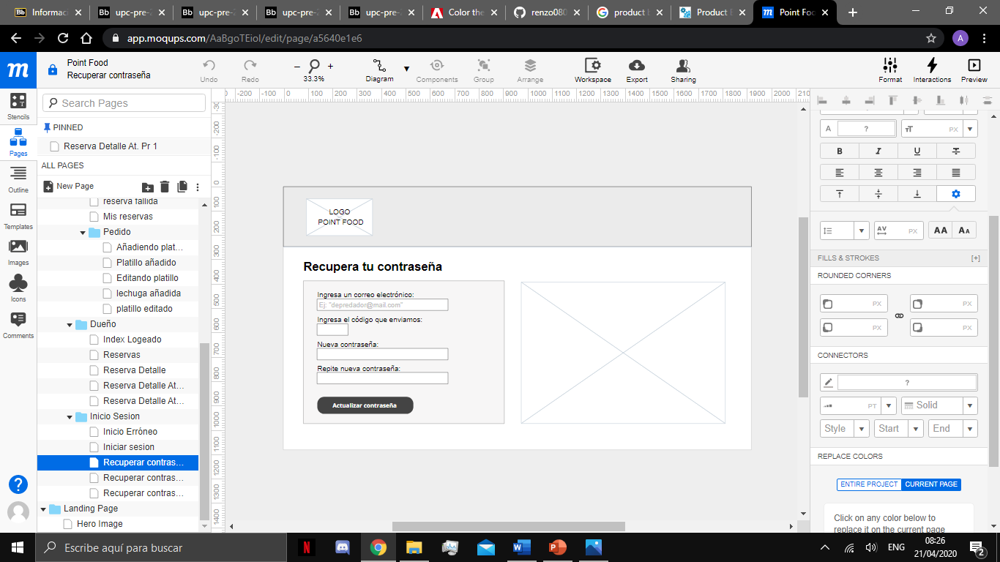 Informac
upc-pre-2
upc-pre-2
upc-pre-2
upc-pre-2
Color the
renzo080
product b
Product B
Point Foo
app.moqups.com/AaBgoTEiol/edit/page/a5640e1e6
A
Point Food
Recuperar contraseña
Undo
Redo
33.3%
Diagram
Components
Group
Arrange
Workspace
Export
Sharing
Format
Interactions
Preview
Stencils
Pages
Outline
Templates
Images
Icons
Comments
Search Pages
PINNED
Reserva Detalle At. Pr 1
ALL PAGES
New Page
reserva fallida
Mis reservas
Pedido
Añadiendo plat...
Platillo añadido
Editando platillo
lechuga añadida
platillo editado
Dueño
Index Logeado
Reservas
Reserva Detalle
Reserva Detalle At...
Reserva Detalle At...
Inicio Sesion
Inicio Erróneo
Iniciar sesion
Recuperar contras...
Recuperar contras...
Recuperar contras...
Landing Page
Hero Image
-200 -100 0 100 200 300 400 500 600 700 800 900 1000 1100 1200 1300 1400 1500 1600 1700 1800 1900 2000 210
-200
-100
0
100
200
300
400
500
600
700
800
900
1000
1100
1200
1300
1400
LOGO
POINT FOOD
Recupera tu contraseña
Ingresa un correo electrónico:
Ej: "depredador@mail.com"
Ingresa el código que enviamos:
Nueva contraseña:
Repite nueva contraseña:
Actualizar contraseña
A ? TT PX
B I U S
AV PX AA AA
FILLS & STROKES [+]
ROUNDED CORNERS
PX PX
PX PX
CONNECTORS
?
PT Solid
Style Start End
REPLACE COLORS
ENTIRE PROJECT CURRENT PAGE
Click on any color below to
replace it on the current page
Escribe aquí para buscar
ENG
08:26
21/04/2020
2